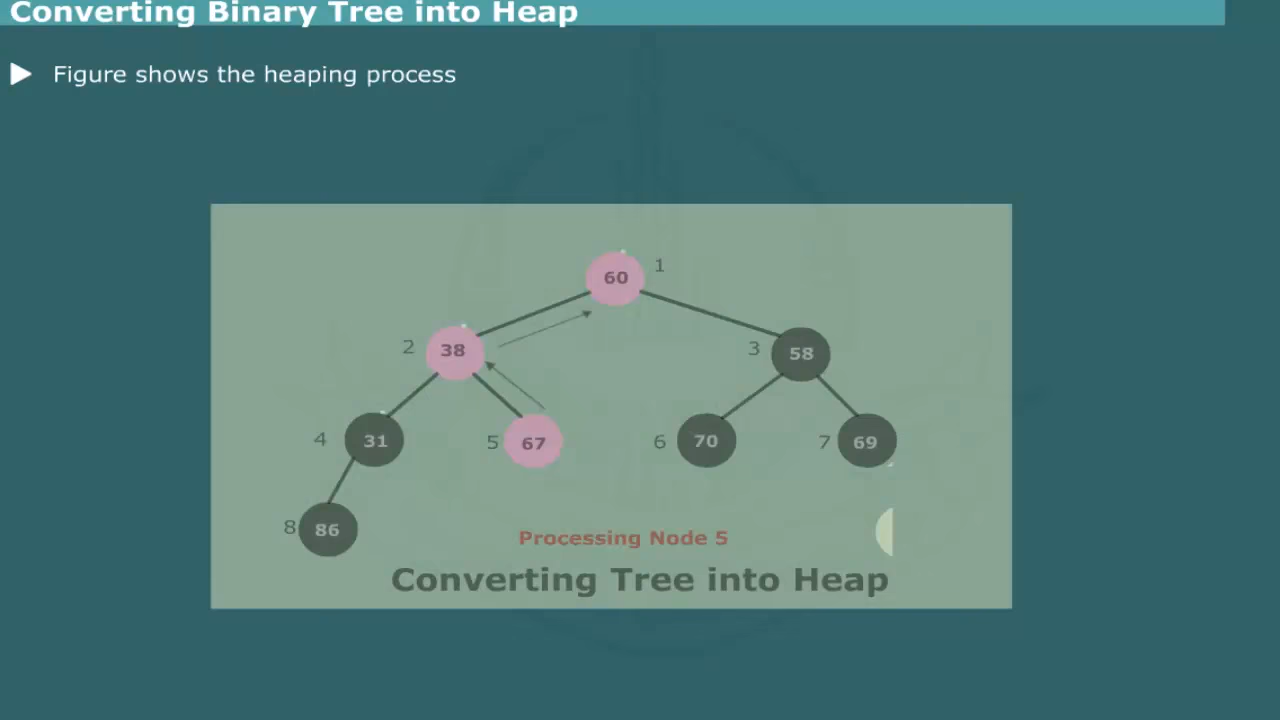 Converting Binary Tree into Heap
Figure shows the heaping process
60 1
2 38 3 58
4 31 5 67 6 70 7 69
8 86
Processing Node 5
Converting Tree into Heap